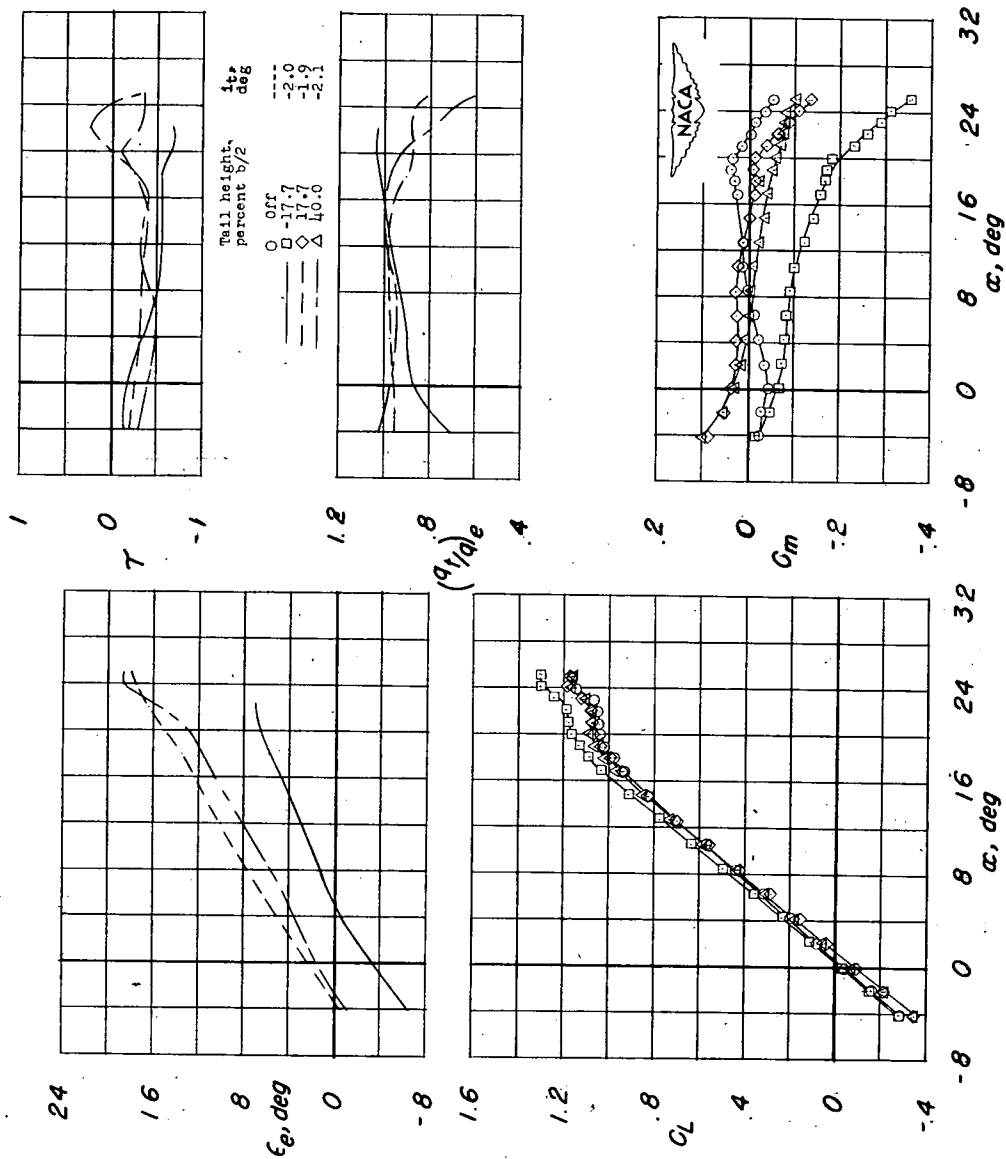 1
0
-1
τ
Tail height, percent b/2
i_t, deg
○ Off ----
□ -17.7 -2.0
◇ 17.7 -1.9
△ 40.0 -2.1
1.2
.8
.4
(q_t/q)_e
NACA
.2
0
-.2
-.4
C_m
-8 0 8 16 24 32
α, deg
24
16
8
0
-8
ϵ_e, deg
1.6
1.2
.8
.4
0
-.4
C_L
-8 0 8 16 24 32
α, deg